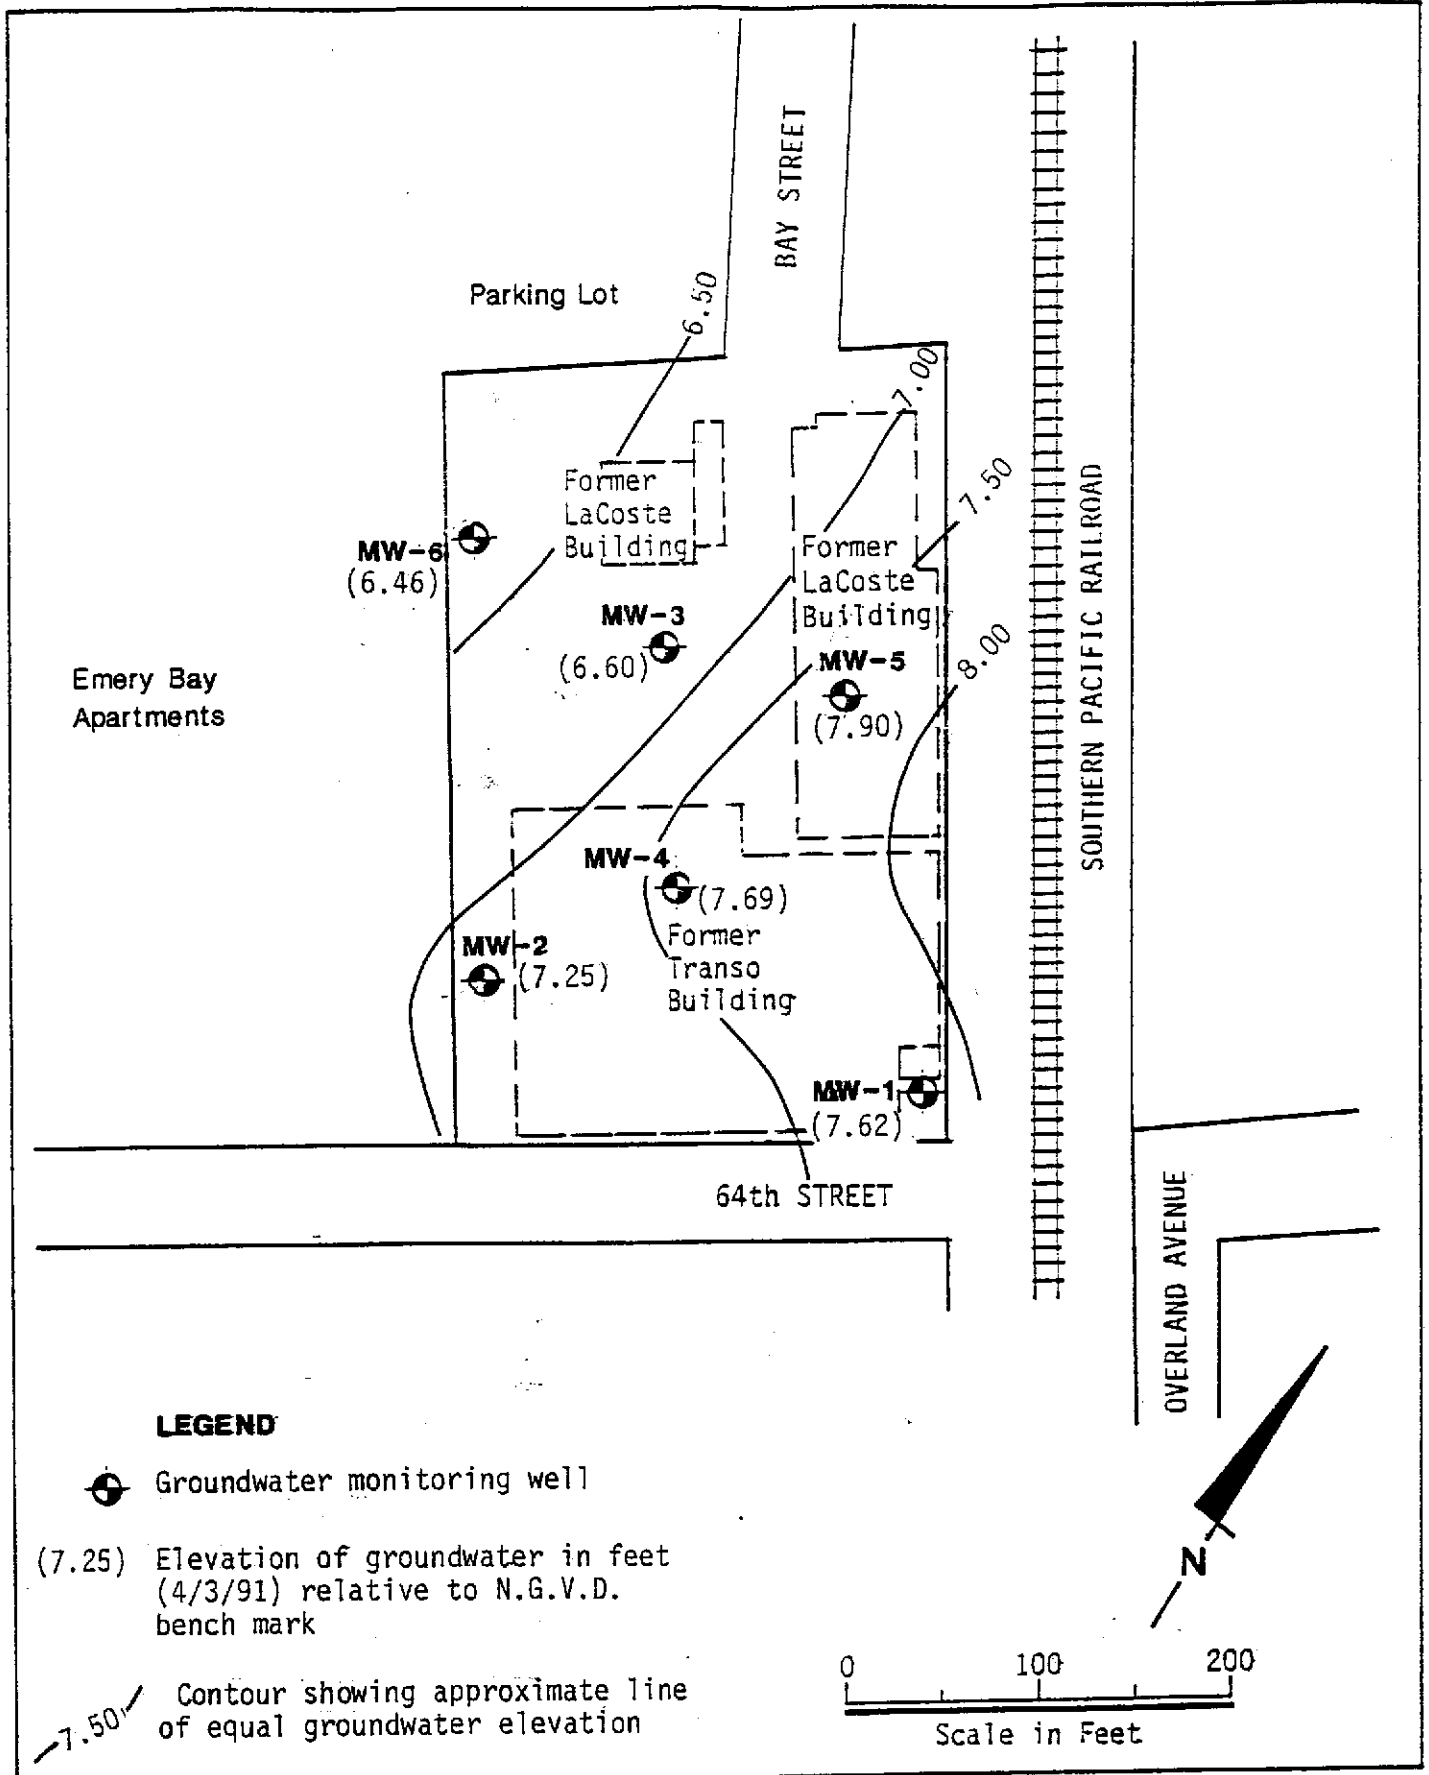 BAY STREET
Parking Lot
6.50
7.00
Former
LaCoste
Building
7.50
MW-6
(6.46)
Former
LaCoste
Building
MW-3
(6.60)
8.00
SOUTHERN PACIFIC RAILROAD
MW-5
(7.90)
Emery Bay
Apartments
MW-4
(7.69)
Former
Transo
Building
MW-2
(7.25)
MW-1
(7.62)
64th STREET
OVERLAND AVENUE
LEGEND
Groundwater monitoring well
(7.25) Elevation of groundwater in feet
(4/3/91) relative to N.G.V.D.
bench mark
7.50 Contour showing approximate line
of equal groundwater elevation
N
0 100 200
Scale in Feet